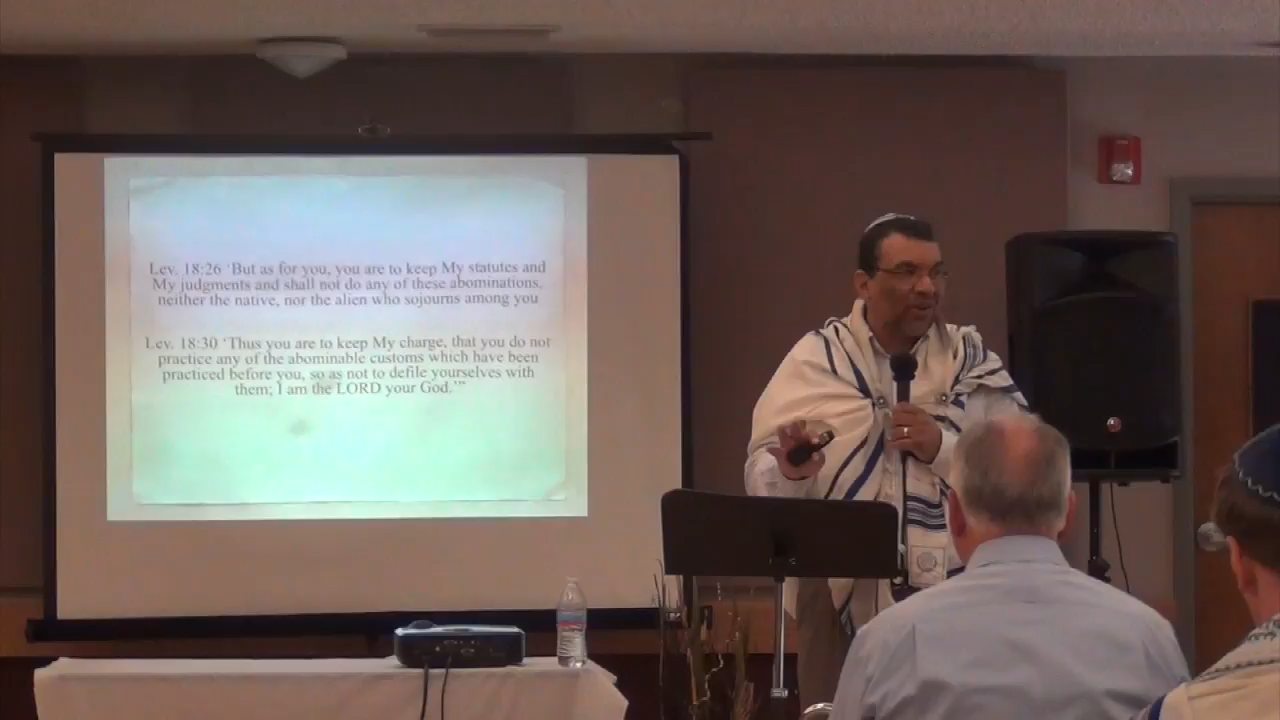 Lev. 18:26 ‘But as for you, you are to keep My statutes and
My judgments and shall not do any of these abominations,
neither the native, nor the alien who sojourns among you
Lev. 18:30 ‘Thus you are to keep My charge, that you do not
practice any of the abominable customs which have been
practiced before you, so as not to defile yourselves with
them; I am the LORD your God.’”